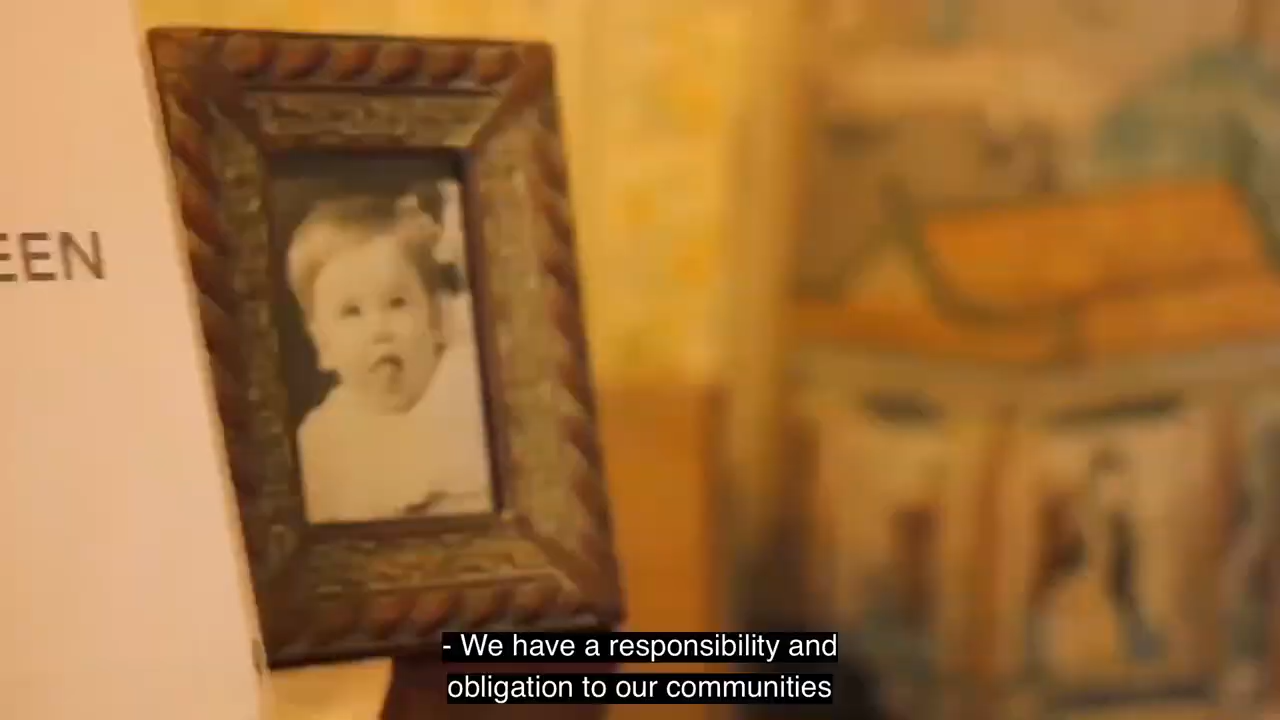 EEN
- We have a responsibility and
obligation to our communities